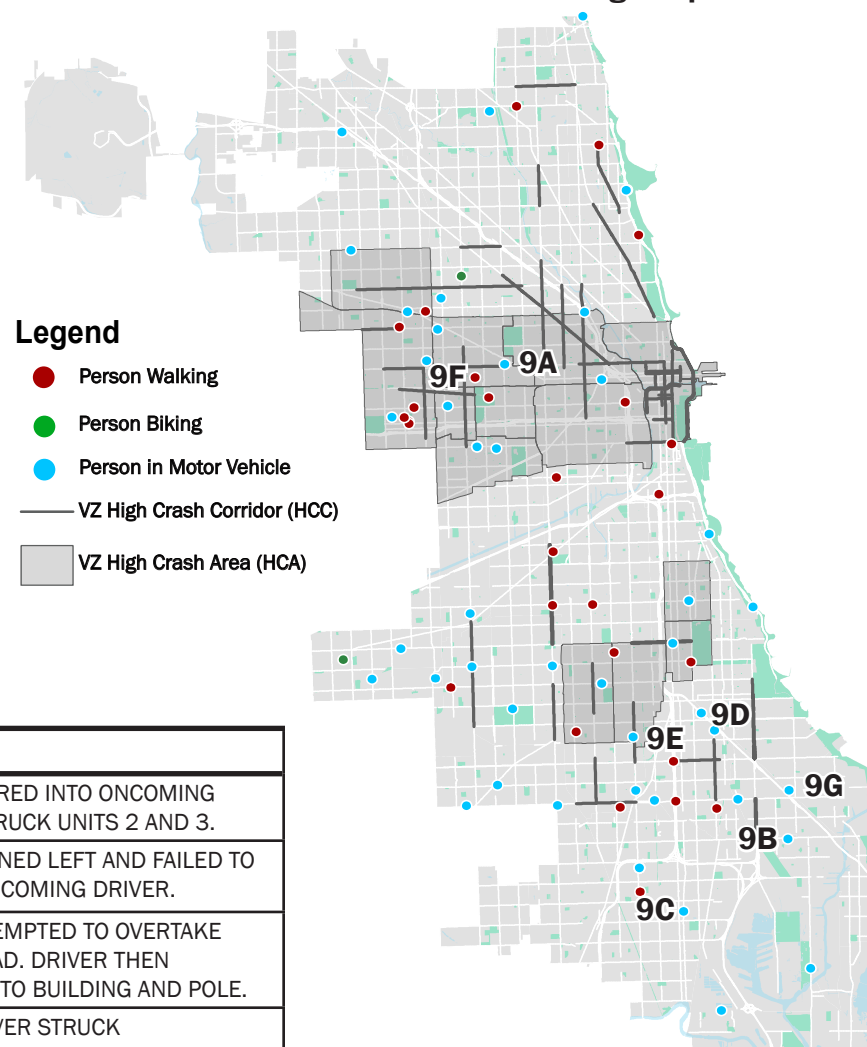 Legend
Person Walking
Person Biking
Person in Motor Vehicle
VZ High Crash Corridor (HCC)
VZ High Crash Area (HCA)
9A
9F
9D
9E
9G
9B
9C
RED INTO ONCOMING
RUCK UNITS 2 AND 3.
NED LEFT AND FAILED TO
COMING DRIVER.
EMPTED TO OVERTAKE
AD. DRIVER THEN
TO BUILDING AND POLE.
VER STRUCK